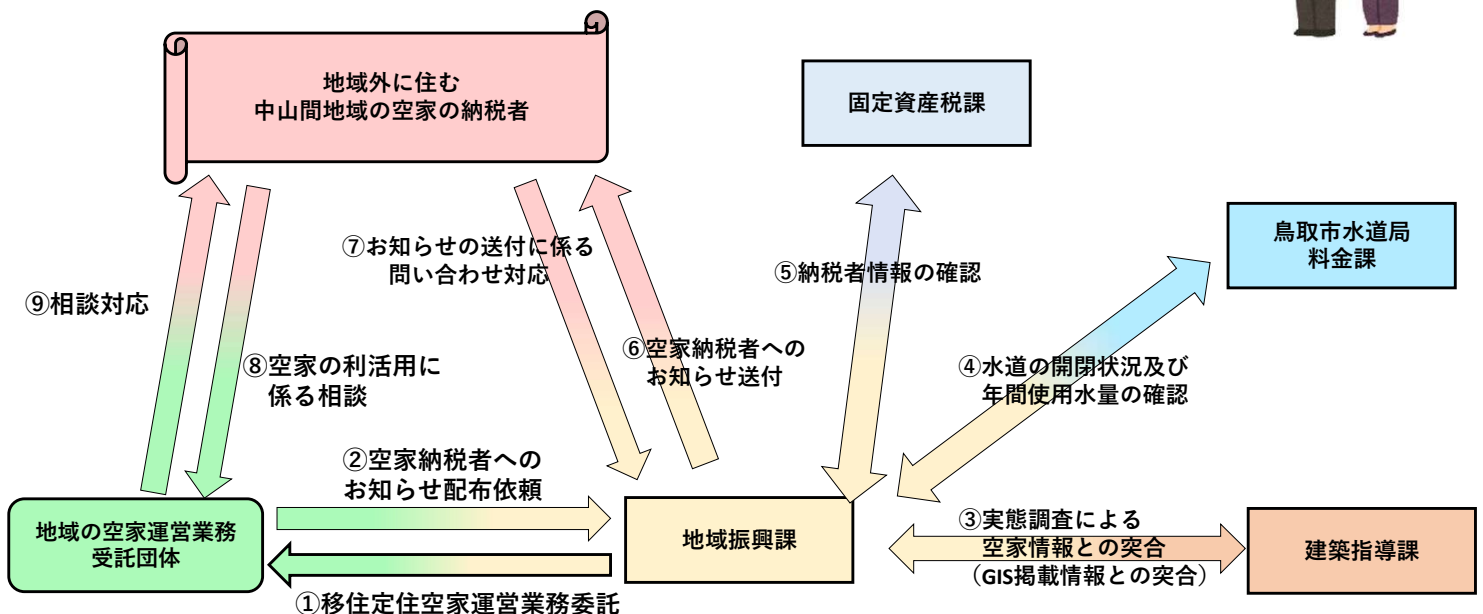 地域外に住む
中山間地域の空家の納税者
固定資産税課
鳥取市水道局
料金課
⑦お知らせの送付に係る
問い合わせ対応
⑤納税者情報の確認
⑨相談対応
⑥空家納税者への
お知らせ送付
⑧空家の利活用に
係る相談
④水道の開閉状況及び
年間使用水量の確認
②空家納税者への
お知らせ配布依頼
地域の空家運営業務
受託団体
地域振興課
③実態調査による
空家情報との突合
（GIS掲載情報との突合）
建築指導課
①移住定住空家運営業務委託